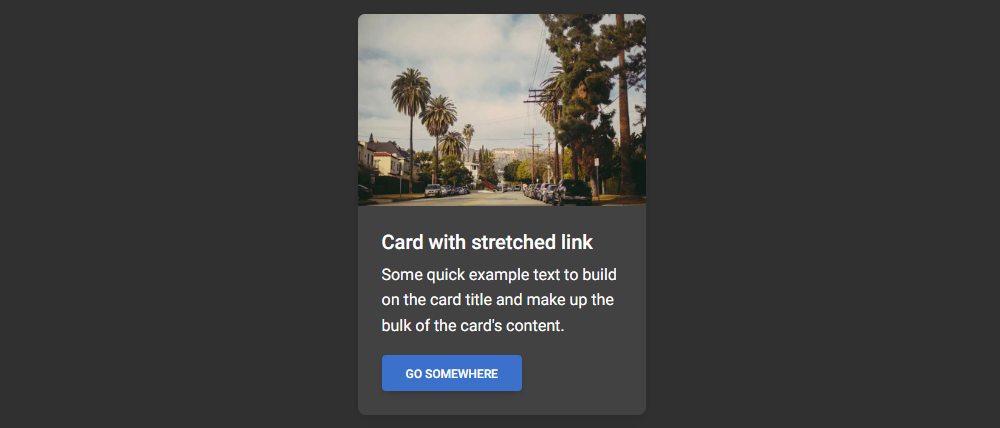 Card with stretched link
Some quick example text to build
on the card title and make up the
bulk of the card's content.
GO SOMEWHERE